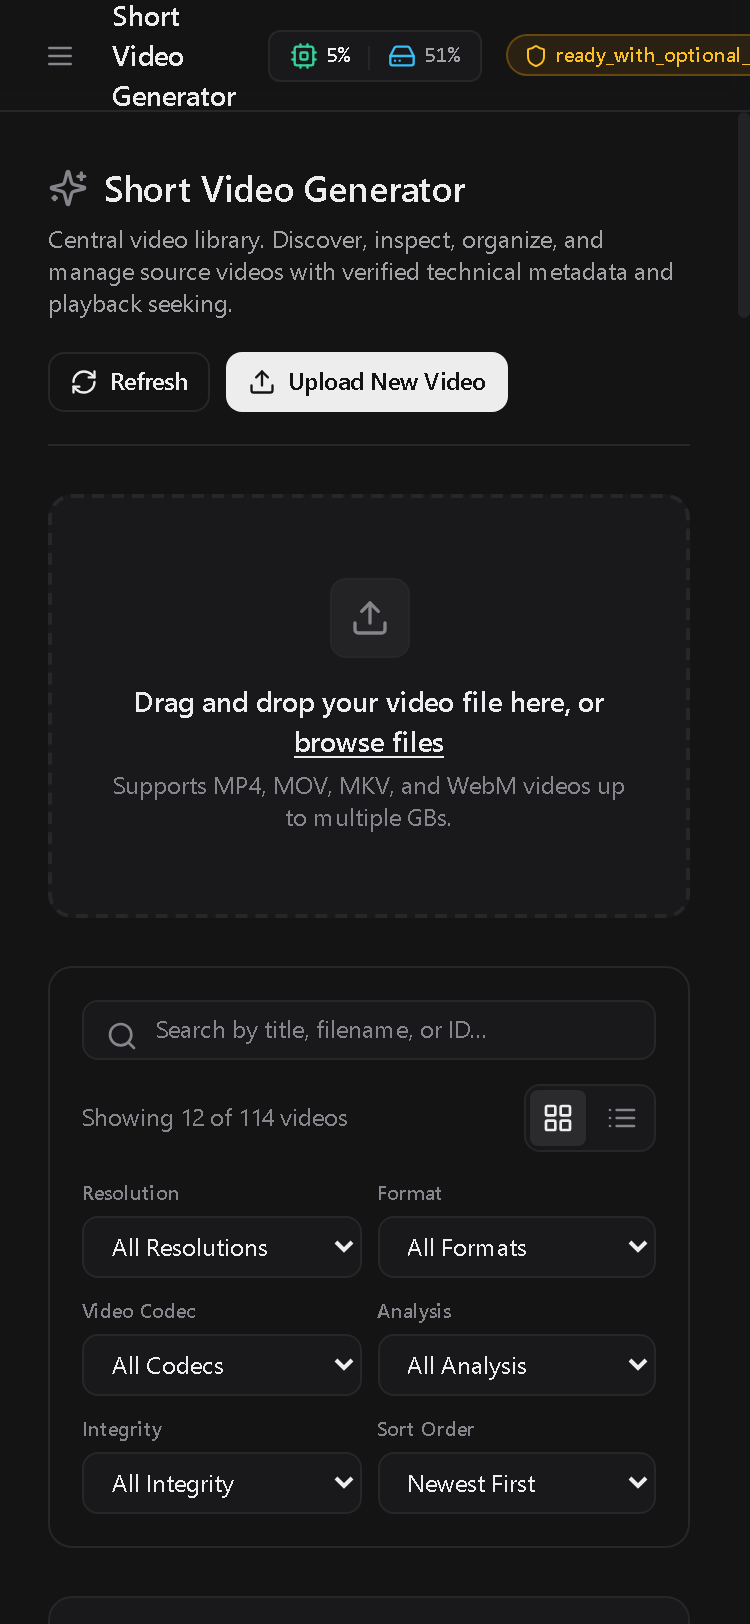 Short
Video
Generator
5%
51%
ready_with_optional_
Short Video Generator
Central video library. Discover, inspect, organize, and
manage source videos with verified technical metadata and
playback seeking.
Refresh
Upload New Video
Drag and drop your video file here, or
browse files
Supports MP4, MOV, MKV, and WebM videos up
to multiple GBs.
Search by title, filename, or ID...
Showing 12 of 114 videos
Resolution
Format
All Resolutions
All Formats
Video Codec
Analysis
All Codecs
All Analysis
Integrity
Sort Order
All Integrity
Newest First